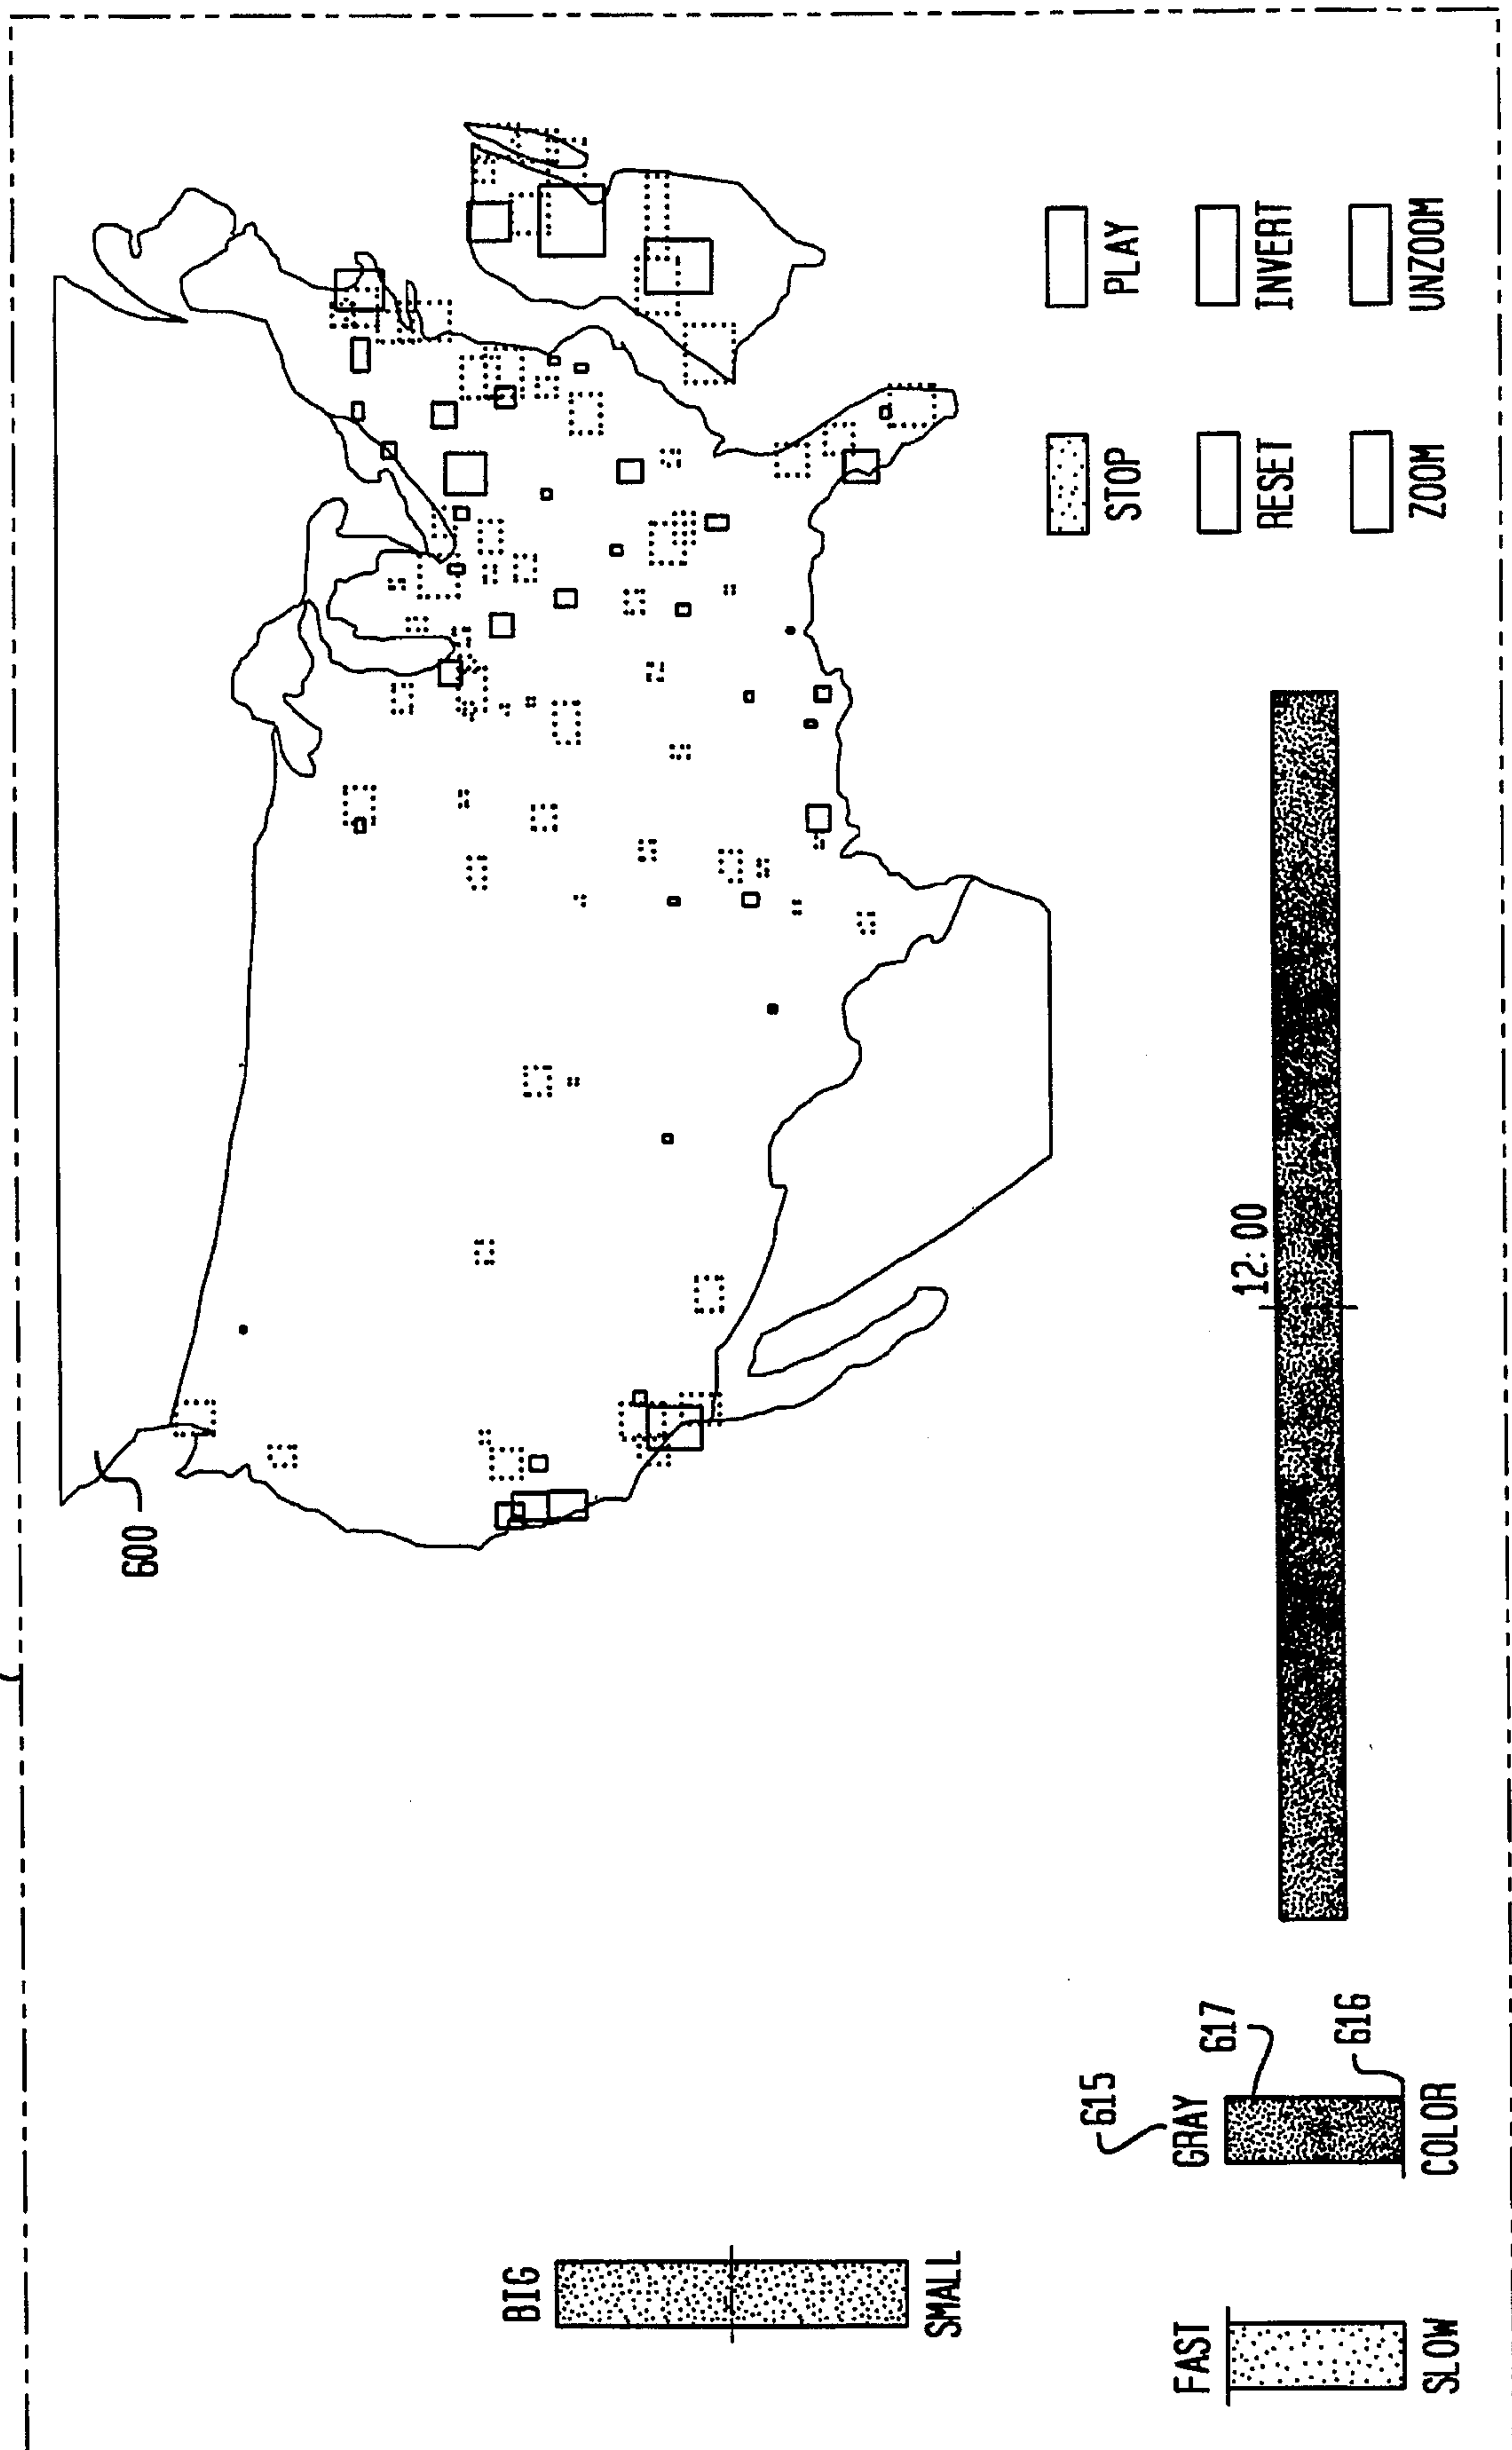 600
BIG
SMALL
12:00
STOP
PLAY
RESET
INVERT
ZOOM
UNZOOM
615
GRAY
617
616
COLOR
FAST
SLOW